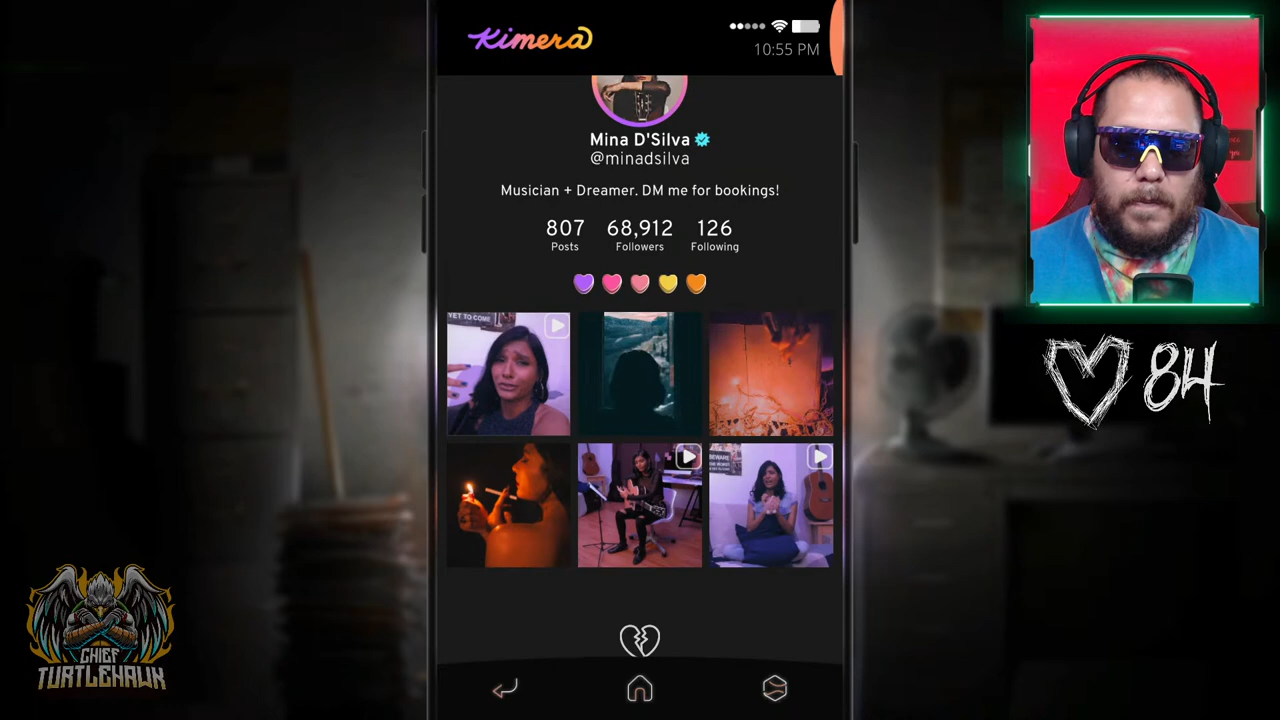 Kimera
10:55 PM
Mina D'Silva
@minadsilva
Musician + Dreamer. DM me for bookings!
807 68,912 126
Posts Followers Following
YET TO COME
BEWARE
84
CHIEF
TURTLEHAWK